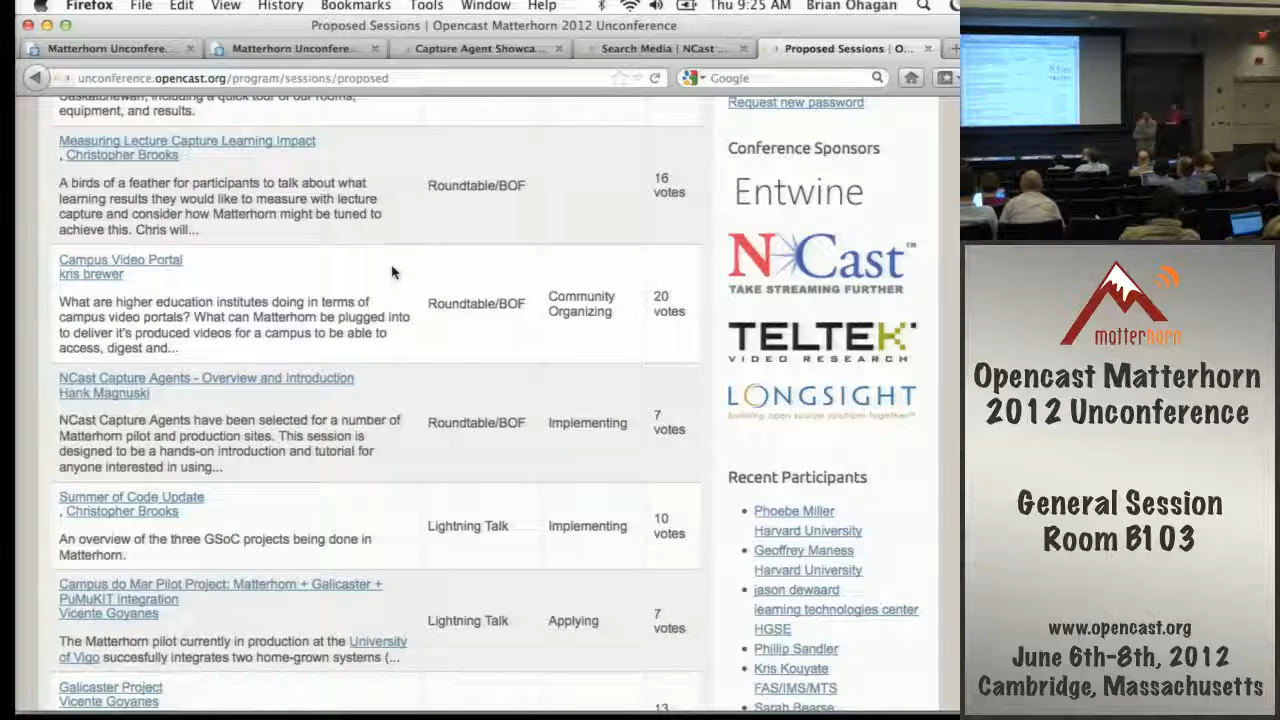 Firefox File Edit View History Bookmarks Tools Window Help Thu 9:25 AM Brian Ohagan
Proposed Sessions | Opencast Matterhorn 2012 Unconference
Matterhorn Unconfere... Matterhorn Unconfere... Capture Agent Showca... Search Media | NCast ... Proposed Sessions | O...
unconference.opencast.org/program/sessions/proposed
Google
Saskatchewan, including a quick tour of our rooms,
equipment, and results.
Measuring Lecture Capture Learning Impact
, Christopher Brooks
A birds of a feather for participants to talk about what
learning results they would like to measure with lecture
capture and consider how Matterhorn might be tuned to
achieve this. Chris will...
Roundtable/BOF
16
votes
Campus Video Portal
kris brewer
What are higher education institutes doing in terms of
campus video portals? What can Matterhorn be plugged into
to deliver it's produced videos for a campus to be able to
access, digest and...
Roundtable/BOF
Community
Organizing
20
votes
NCast Capture Agents - Overview and Introduction
Hank Magnuski
NCast Capture Agents have been selected for a number of
Matterhorn pilot and production sites. This session is
designed to be a hands-on introduction and tutorial for
anyone interested in using...
Roundtable/BOF
Implementing
7
votes
Summer of Code Update
, Christopher Brooks
An overview of the three GSoC projects being done in
Matterhorn.
Lightning Talk
Implementing
10
votes
Campus do Mar Pilot Project: Matterhorn + Galicaster +
PuMuKIT integration
Vicente Goyanes
The Matterhorn pilot currently in production at the University
of Vigo succesfully integrates two home-grown systems (...
Lightning Talk
Applying
7
votes
Galicaster Project
Vicente Goyanes
13
Request new password
Conference Sponsors
Entwine
NCast™
TAKE STREAMING FURTHER
TELTEK
VIDEO RESEARCH
LONGSIGHT
building open source solutions together™
Recent Participants
Phoebe Miller
Harvard University
Geoffrey Maness
Harvard University
jason dewaard
learning technologies center
HGSE
Phillip Sandler
Kris Kouyate
FAS/IMS/MTS
Sarah Bearse
matterhorn
Opencast Matterhorn
2012 Unconference
General Session
Room B103
www.opencast.org
June 6th-8th, 2012
Cambridge, Massachusetts